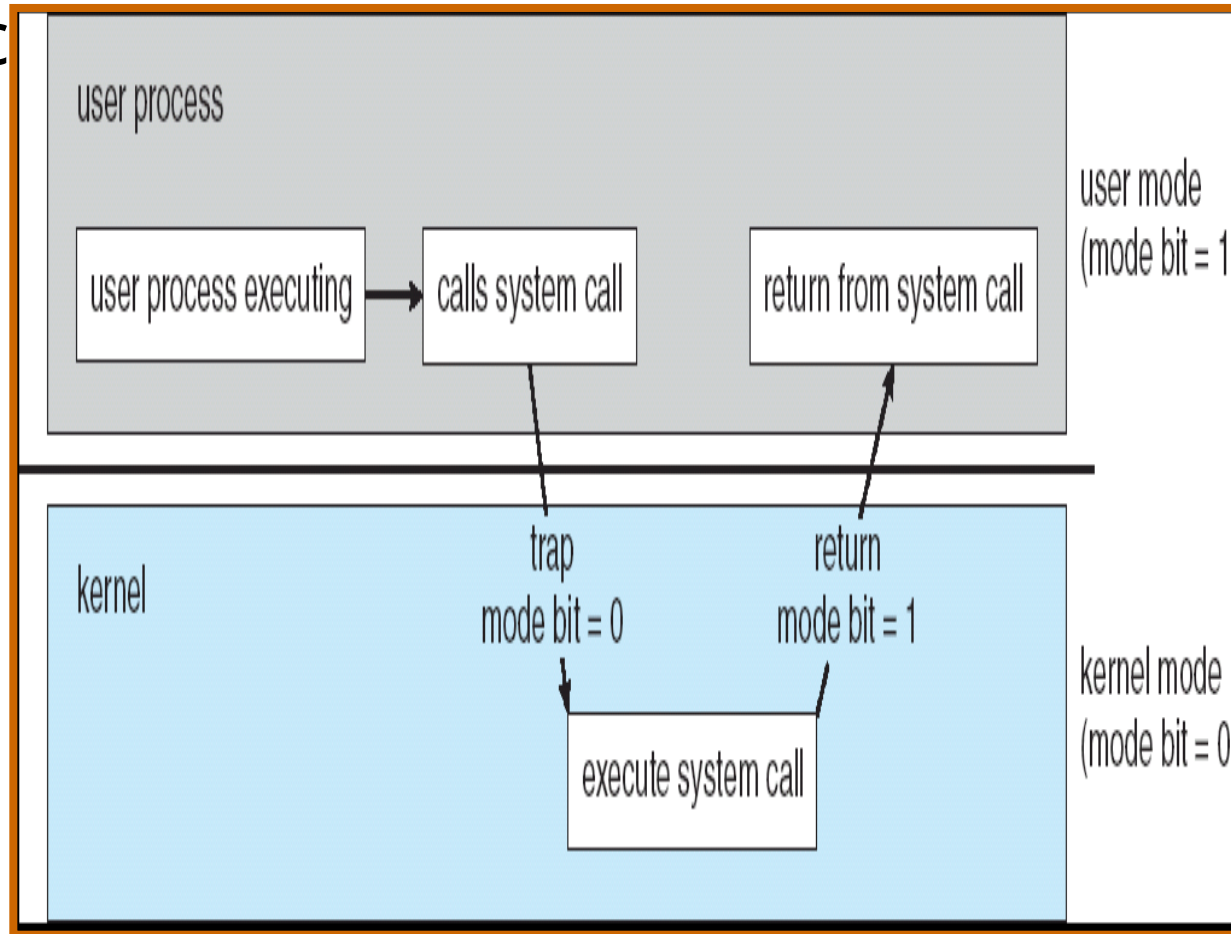 user process
user mode
(mode bit = 1
user process executing
calls system call
return from system call
trap
mode bit = 0
return
mode bit = 1
kernel
kernel mode
(mode bit = 0
execute system call